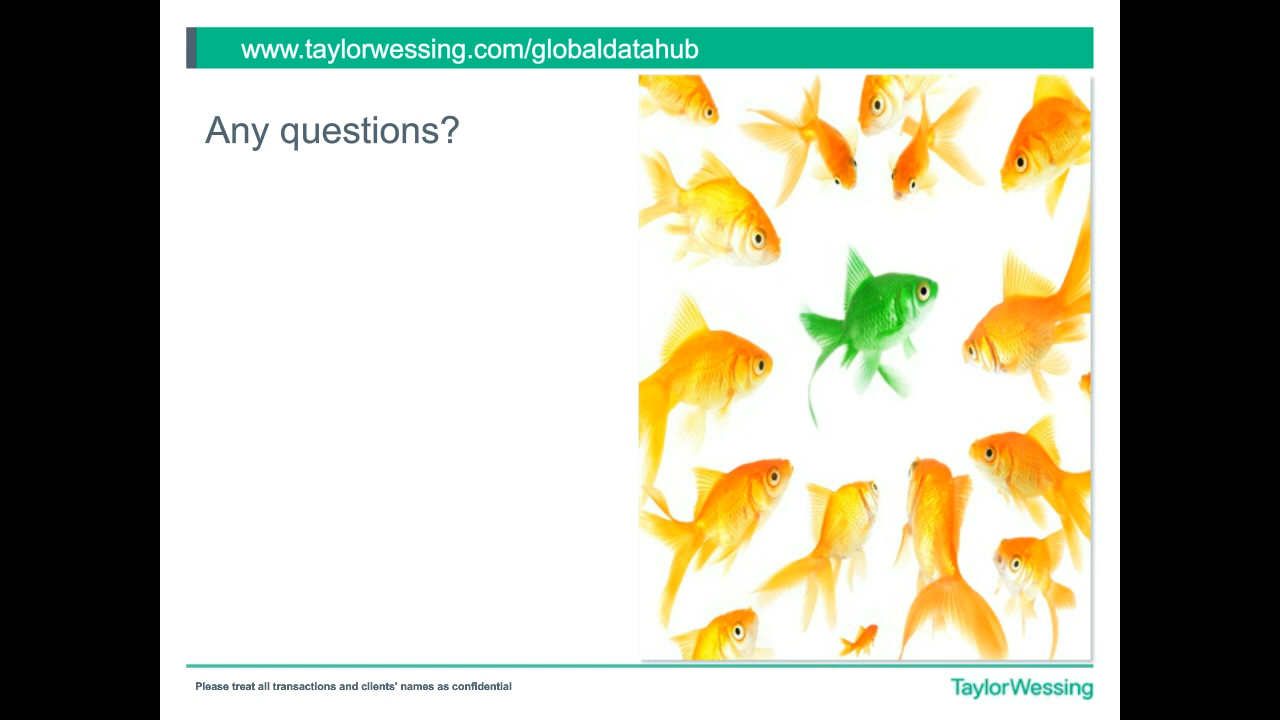 www.taylorwessing.com/globaldatahub
Any questions?
Please treat all transactions and clients' names as confidential
TaylorWessing